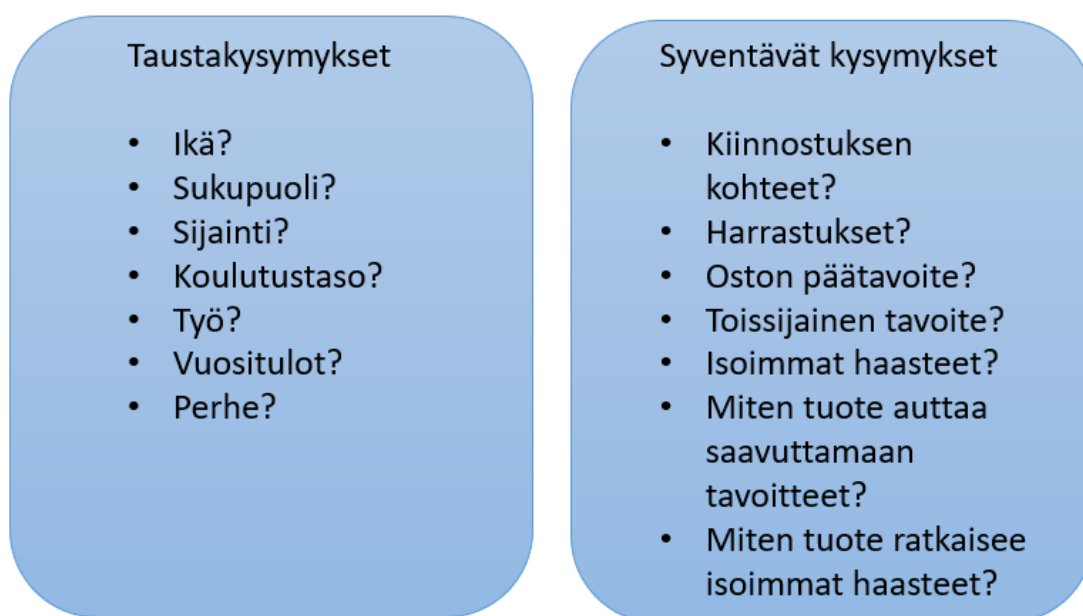 Taustakysymykset
• Ikä?
• Sukupuoli?
• Sijainti?
• Koulutustaso?
• Työ?
• Vuositulot?
• Perhe?
Syventävät kysymykset
• Kiinnostuksen
kohteet?
• Harrastukset?
• Oston päätavoite?
• Toissijainen tavoite?
• Isoimmat haasteet?
• Miten tuote auttaa
saavuttamaan
tavoitteet?
• Miten tuote ratkaisee
isoimmat haasteet?